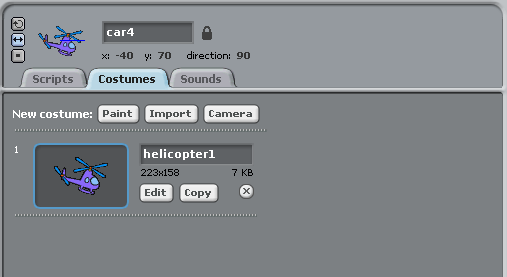 car4
x: -40 y: 70 direction: 90
Scripts Costumes Sounds
New costume: Paint Import Camera
1
helicopter1
223x158 7 KB
Edit Copy